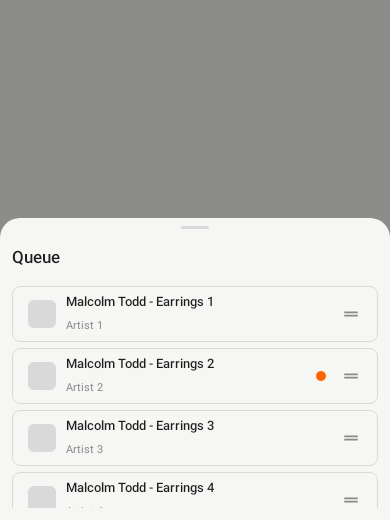 Queue
Malcolm Todd - Earrings 1
Artist 1
Malcolm Todd - Earrings 2
Artist 2
Malcolm Todd - Earrings 3
Artist 3
Malcolm Todd - Earrings 4